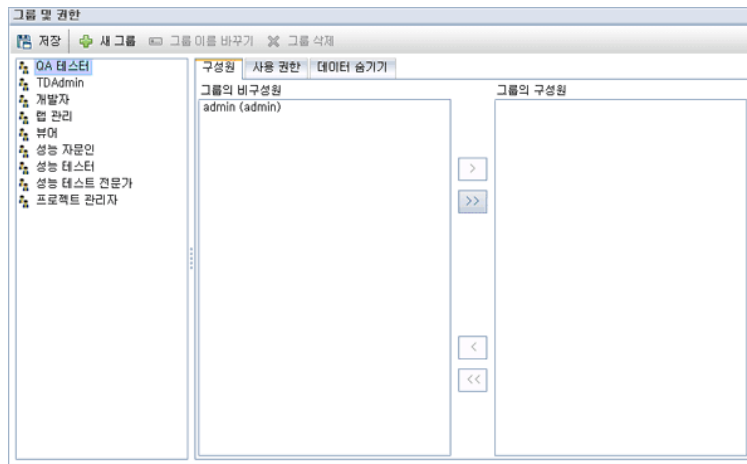 그룹 및 권한
저장 새 그룹 그룹 이름 바꾸기 그룹 삭제
QA 테스터
TDAdmin
개발자
랩 관리
뷰어
성능 자문인
성능 테스터
성능 테스트 전문가
프로젝트 관리자
구성원 사용 권한 데이터 숨기기
그룹의 비구성원
admin (admin)
>
>>
<
<<
그룹의 구성원